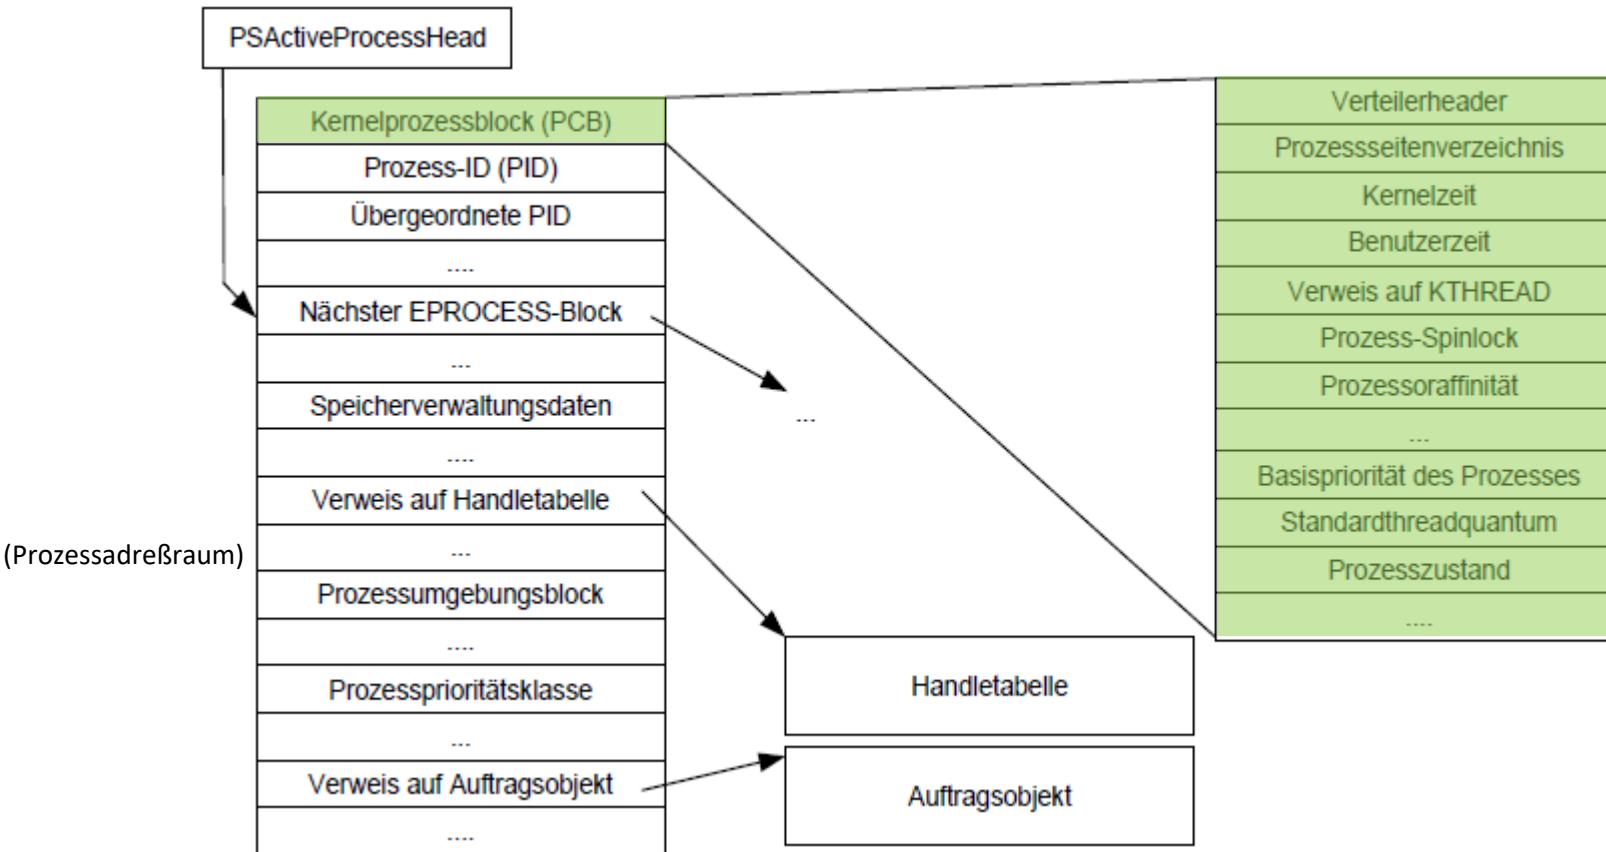 PSActiveProcessHead
Kernelprozessblock (PCB)
Prozess-ID (PID)
Übergeordnete PID
....
Nächster EPROCESS-Block
...
Speicherverwaltungsdaten
....
Verweis auf Handletabelle
...
(Prozessadreßraum)
Prozessumgebungsblock
....
Prozessprioritätsklasse
...
Verweis auf Auftragsobjekt
....
...
Handletabelle
Auftragsobjekt
Verteilerheader
Prozessseitenverzeichnis
Kernelzeit
Benutzerzeit
Verweis auf KTHREAD
Prozess-Spinlock
Prozessoraffinität
...
Basispriorität des Prozesses
Standardthreadquantum
Prozesszustand
....